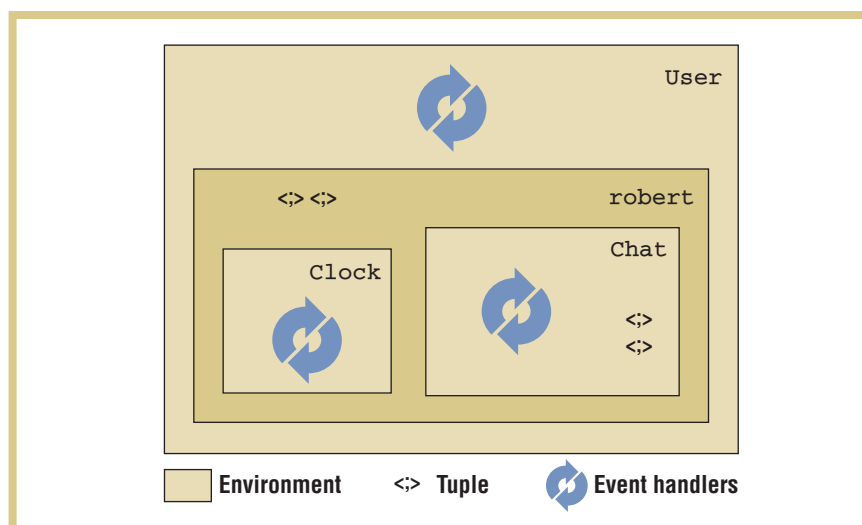 User
<;> <;> robert
Clock
Chat
<;>
<;>
Environment <;> Tuple Event handlers